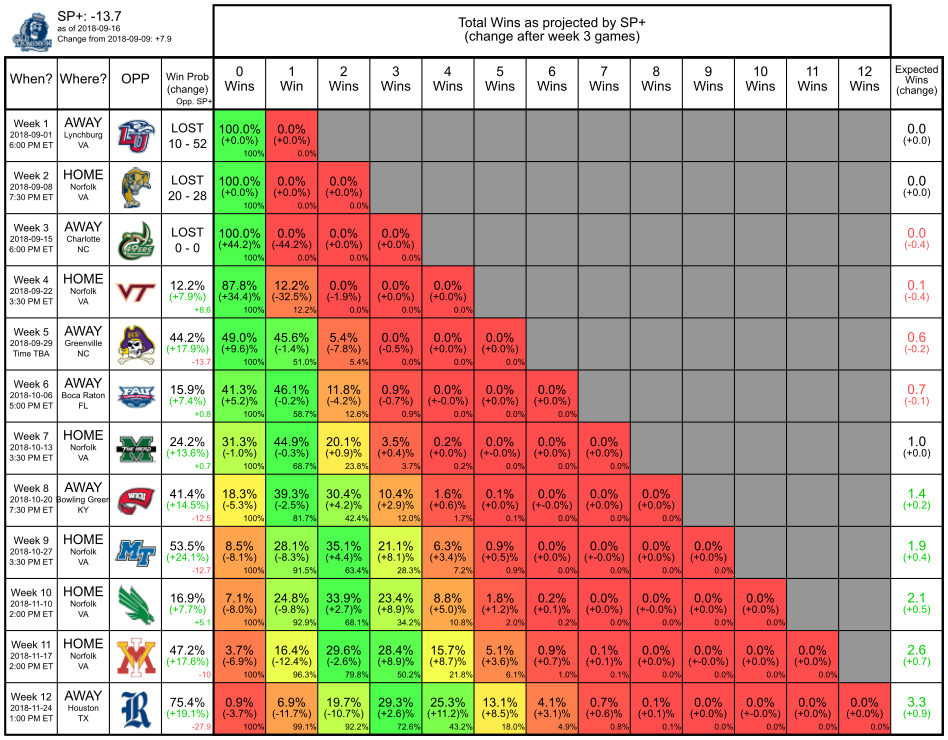 SP+: -13.7
as of 2018-09-16
Change from 2018-09-09: +7.9
Total Wins as projected by SP+
(change after week 3 games)
When? Where? OPP Win Prob (change) Opp. SP+ 0 Wins 1 Win 2 Wins 3 Wins 4 Wins 5 Wins 6 Wins 7 Wins 8 Wins 9 Wins 10 Wins 11 Wins 12 Wins Expected Wins (change)
Week 1 AWAY LOST 100.0% 0.0% 0.0
2018-09-01 Lynchburg 10 - 52 (+0.0%) (+0.0%) (+0.0)
6:00 PM ET VA 100% 0.0%
Week 2 HOME LOST 100.0% 0.0% 0.0% 0.0
2018-09-08 Norfolk 20 - 28 (+0.0%) (+0.0%) (+0.0%) (+0.0)
7:30 PM ET VA 100% 0.0% 0.0%
Week 3 AWAY LOST 100.0% 0.0% 0.0% 0.0% 0.0
2018-09-15 Charlotte 0 - 0 (+44.2%) (-44.2%) (+0.0%) (+0.0%) (-0.4)
6:00 PM ET NC 100% 0.0% 0.0% 0.0%
Week 4 HOME 12.2% 87.8% 12.2% 0.0% 0.0% 0.0% 0.1
2018-09-22 Norfolk (+7.9%) (+34.4%) (-32.5%) (-1.9%) (+0.0%) (+0.0%) (-0.4)
3:30 PM ET VA +8.6 100% 12.2% 0.0% 0.0% 0.0%
Week 5 AWAY 44.2% 49.0% 45.6% 5.4% 0.0% 0.0% 0.0% 0.6
2018-09-29 Greenville (+17.9%) (+9.6)% (-1.4%) (-7.8%) (-0.5%) (+0.0%) (+0.0%) (-0.2)
Time TBA NC -13.7 100% 51.0% 5.4% 0.0% 0.0% 0.0%
Week 6 AWAY 15.9% 41.3% 46.1% 11.8% 0.9% 0.0% 0.0% 0.0% 0.7
2018-10-06 Boca Raton (+7.4%) (+5.2)% (-0.2%) (-4.2%) (-0.7%) (+-0.0%) (+0.0%) (+0.0%) (-0.1)
5:00 PM ET FL +0.8 100% 58.7% 12.6% 0.9% 0.0% 0.0% 0.0%
Week 7 HOME 24.2% 31.3% 44.9% 20.1% 3.5% 0.2% 0.0% 0.0% 0.0% 1.0
2018-10-13 Norfolk (+13.6%) (-1.0%) (-0.3%) (+0.9%) (+0.4%) (+0.0%) (+-0.0%) (+0.0%) (+0.0%) (+0.0)
3:30 PM ET VA +0.7 100% 68.7% 23.8% 3.7% 0.2% 0.0% 0.0% 0.0%
Week 8 AWAY 41.4% 18.3% 39.3% 30.4% 10.4% 1.6% 0.1% 0.0% 0.0% 0.0% 1.4
2018-10-20 Bowling Green (+14.5%) (-5.3%) (-2.5%) (+4.2%) (+2.9%) (+0.6%) (+0.0%) (+-0.0%) (+0.0%) (+0.0%) (+0.2)
7:30 PM ET KY -12.5 100% 81.7% 42.4% 12.0% 1.7% 0.1% 0.0% 0.0% 0.0%
Week 9 HOME 53.5% 8.5% 28.1% 35.1% 21.1% 6.3% 0.9% 0.0% 0.0% 0.0% 0.0% 1.9
2018-10-27 Norfolk (+24.1%) (-8.1%) (-8.3%) (+4.4%) (+8.1%) (+3.4%) (+0.5%) (+0.0%) (-0.0%) (+0.0%) (+0.0%) (+0.4)
3:30 PM ET VA -12.7 100% 91.5% 63.4% 28.3% 7.2% 0.9% 0.0% 0.0% 0.0% 0.0%
Week 10 HOME 16.9% 7.1% 24.8% 33.9% 23.4% 8.8% 1.8% 0.2% 0.0% 0.0% 0.0% 0.0% 2.1
2018-11-10 Norfolk (+7.7%) (-8.0%) (-9.8%) (+2.7%) (+8.9%) (+5.0%) (+1.2%) (+0.1%) (+0.0%) (+-0.0%) (+0.0%) (+0.0%) (+0.5)
2:00 PM ET VA +5.1 100% 92.9% 68.1% 34.2% 10.8% 2.0% 0.2% 0.0% 0.0% 0.0% 0.0%
Week 11 HOME 47.2% 3.7% 16.4% 29.6% 28.4% 15.7% 5.1% 0.9% 0.1% 0.0% 0.0% 0.0% 0.0% 2.6
2018-11-17 Norfolk (+17.6%) (-6.9%) (-12.4%) (-2.6%) (+8.9%) (+8.7%) (+3.6%) (+0.7%) (+0.1%) (+0.0%) (+-0.0%) (+0.0%) (+0.0%) (+0.7)
2:00 PM ET VA -10 100% 96.3% 79.8% 50.2% 21.8% 6.1% 1.0% 0.1% 0.0% 0.0% 0.0% 0.0%
Week 12 AWAY 75.4% 0.9% 6.9% 19.7% 29.3% 25.3% 13.1% 4.1% 0.7% 0.1% 0.0% 0.0% 0.0% 0.0% 3.3
2018-11-24 Houston (+19.1%) (-3.7%) (-11.7%) (-10.7%) (+2.6%) (+11.2%) (+8.5%) (+3.1%) (+0.6%) (+0.1%) (+0.0%) (+-0.0%) (+0.0%) (+0.0%) (+0.9)
1:00 PM ET TX -27.9 100% 99.1% 92.2% 72.6% 43.2% 18.0% 4.9% 0.8% 0.1% 0.0% 0.0% 0.0% 0.0%